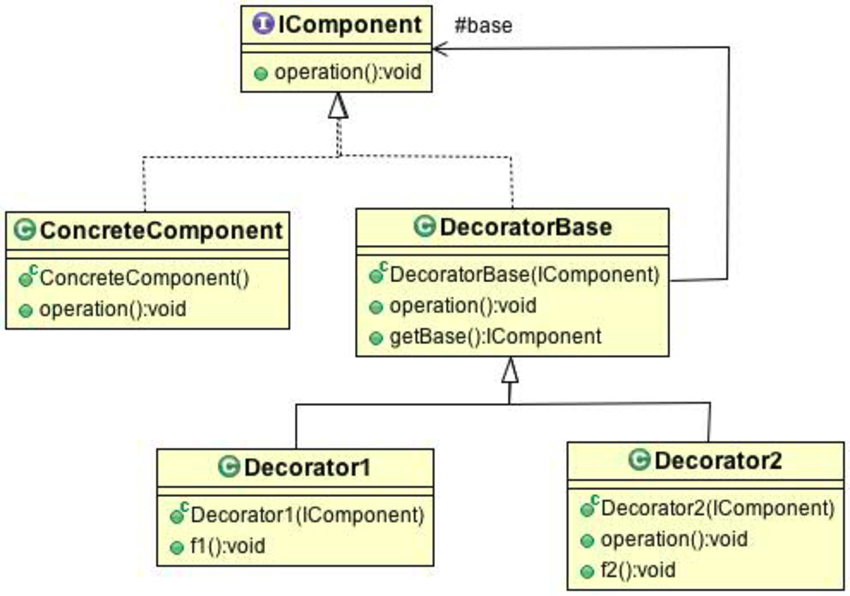 IComponent
#base
operation():void
ConcreteComponent
ConcreteComponent()
operation():void
DecoratorBase
DecoratorBase(IComponent)
operation():void
getBase():IComponent
Decorator1
Decorator1(IComponent)
f1():void
Decorator2
Decorator2(IComponent)
operation():void
f2():void